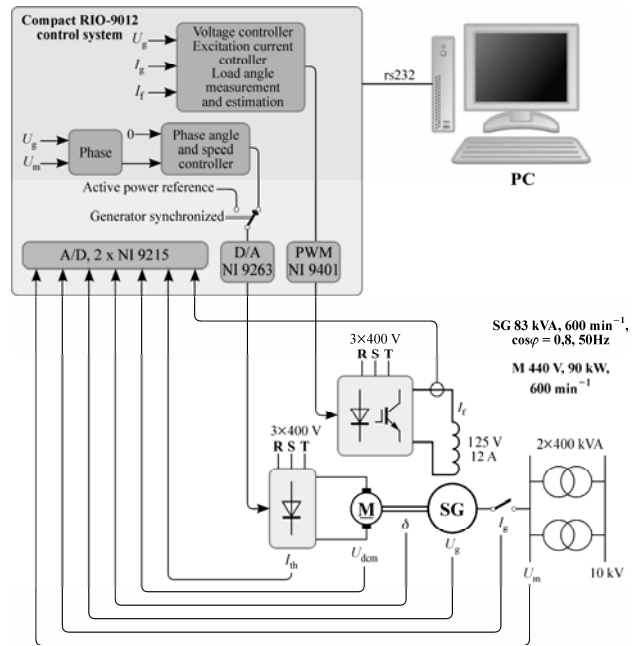 Compact RIO-9012
control system
Voltage controller
Excitation current
cotroller
Load angle
measurement
and estimation
Ug
Ig
If
rs232
PC
Ug
Um
Phase
0
Phase angle
and speed
controller
Active power reference
Generator synchronized
A/D, 2 x NI 9215
D/A
NI 9263
PWM
NI 9401
SG 83 kVA, 600 min⁻¹,
cosφ = 0,8, 50Hz
M 440 V, 90 kW,
600 min⁻¹
3×400 V
R S T
If
125 V
12 A
3×400 V
R S T
2×400 kVA
M
SG
δ
Ig
Ith
Udcm
Ug
Um
10 kV